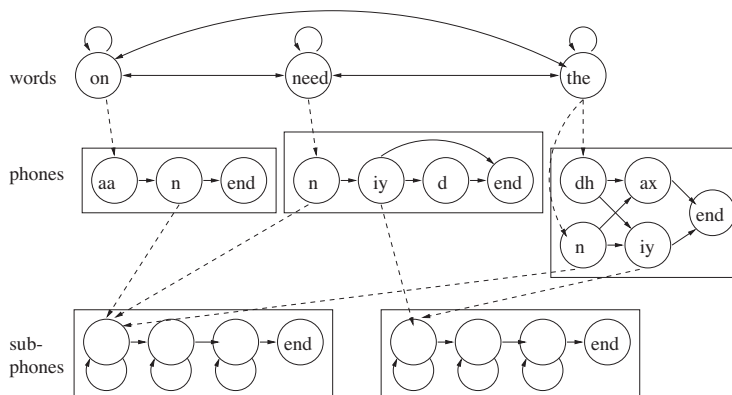 words on need the
phones aa n end n iy d end dh ax end
n iy
sub-
phones end end